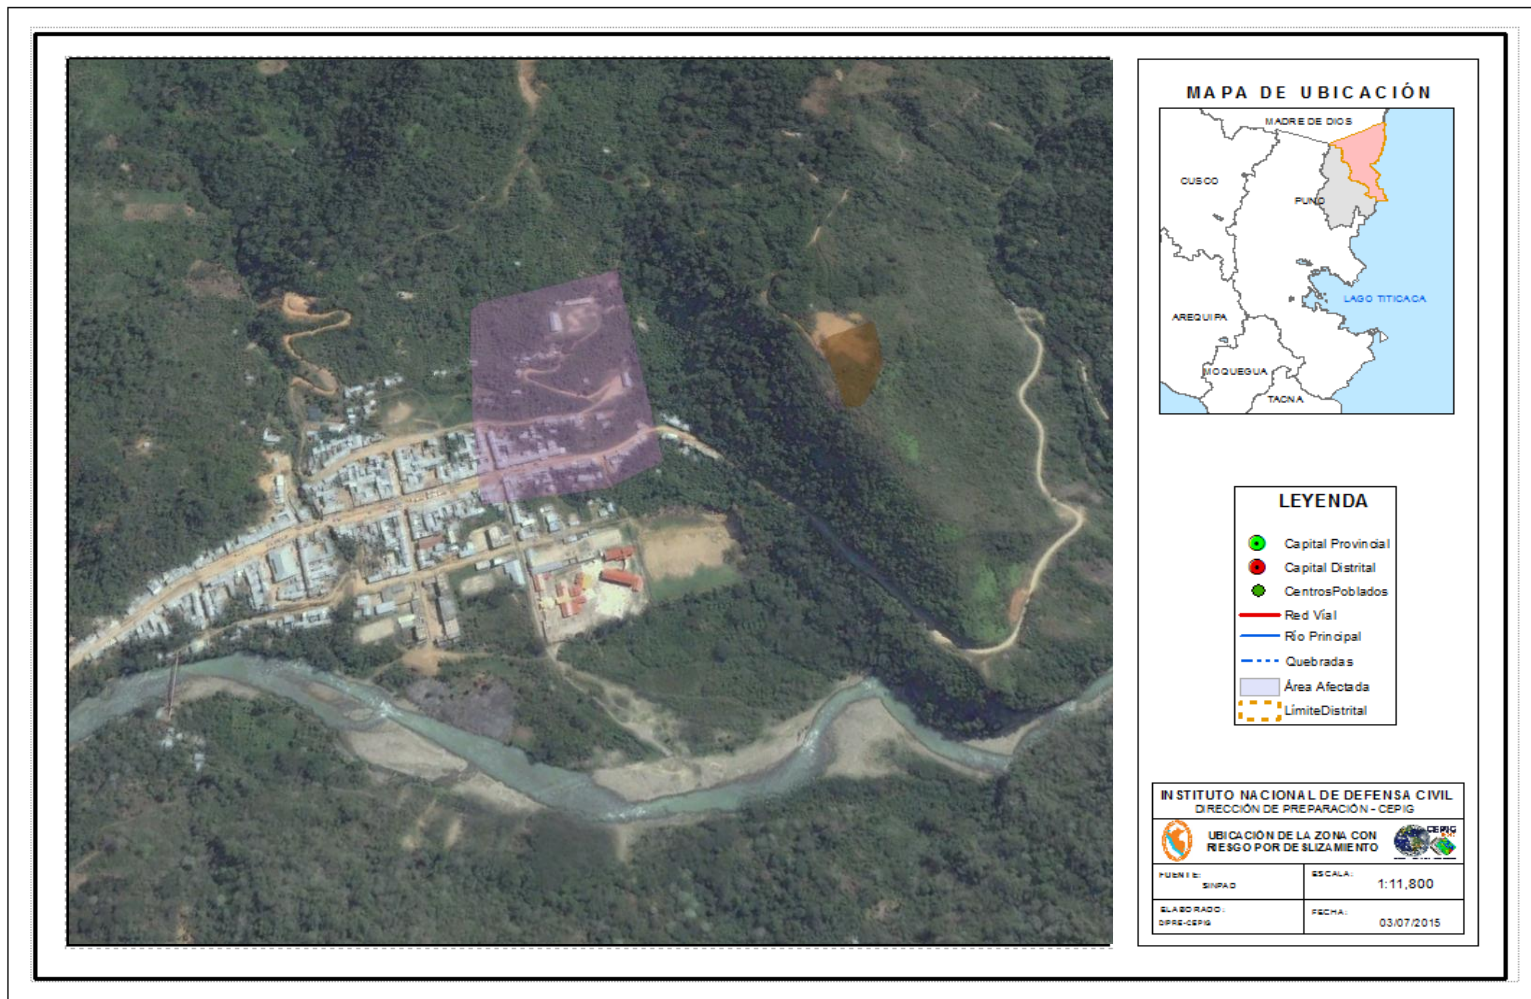 MAPA DE UBICACIÓN
MADRE DE DIOS
CUSCO
PUNO
LAGO TITICACA
AREQUIPA
MOQUEGUA
TACNA
LEYENDA
Capital Provincial
Capital Distrital
CentrosPoblados
Red Víal
Río Principal
Quebradas
Área Afectada
LímiteDistrital
INSTITUTO NACIONAL DE DEFENSA CIVIL
DIRECCIÓN DE PREPARACIÓN - CEPIG
UBICACIÓN DE LA ZONA CON
RIESGO POR DESLIZAMIENTO
CEPIG
FUENTE:
SINPAD
ESCALA:
1:11,800
ELABORADO:
DIPRE-CEPIG
FECHA:
03/07/2015